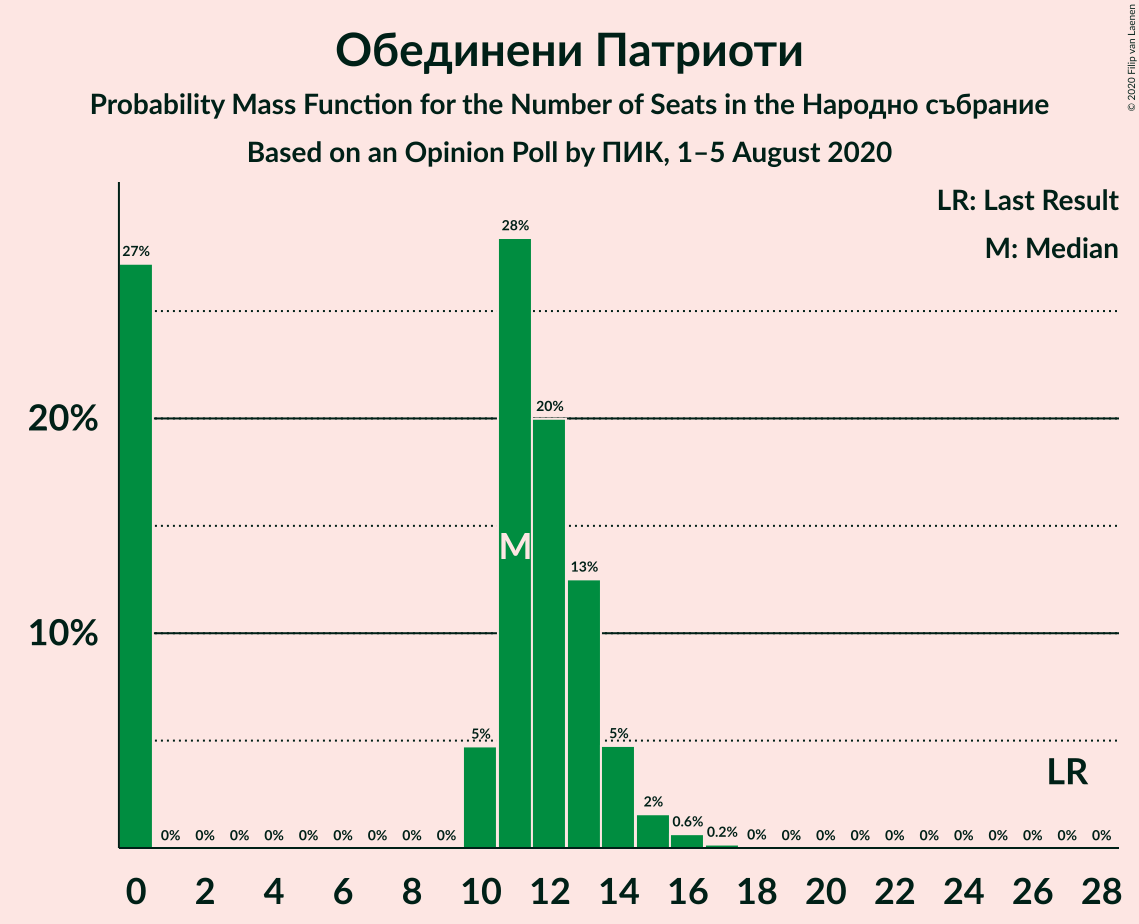 Обединени Патриоти
Probability Mass Function for the Number of Seats in the Народно събрание
Based on an Opinion Poll by ПИК, 1–5 August 2020
© 2020 Filip van Laenen
LR: Last Result
M: Median
27% 0% 0% 0% 0% 0% 0% 0% 0% 0% 5% 28% 20% 13% 5% 2% 0.6% 0.2% 0% 0% 0% 0% 0% 0% 0% 0% 0% 0% 0%
20%
10%
M
LR
0 2 4 6 8 10 12 14 16 18 20 22 24 26 28